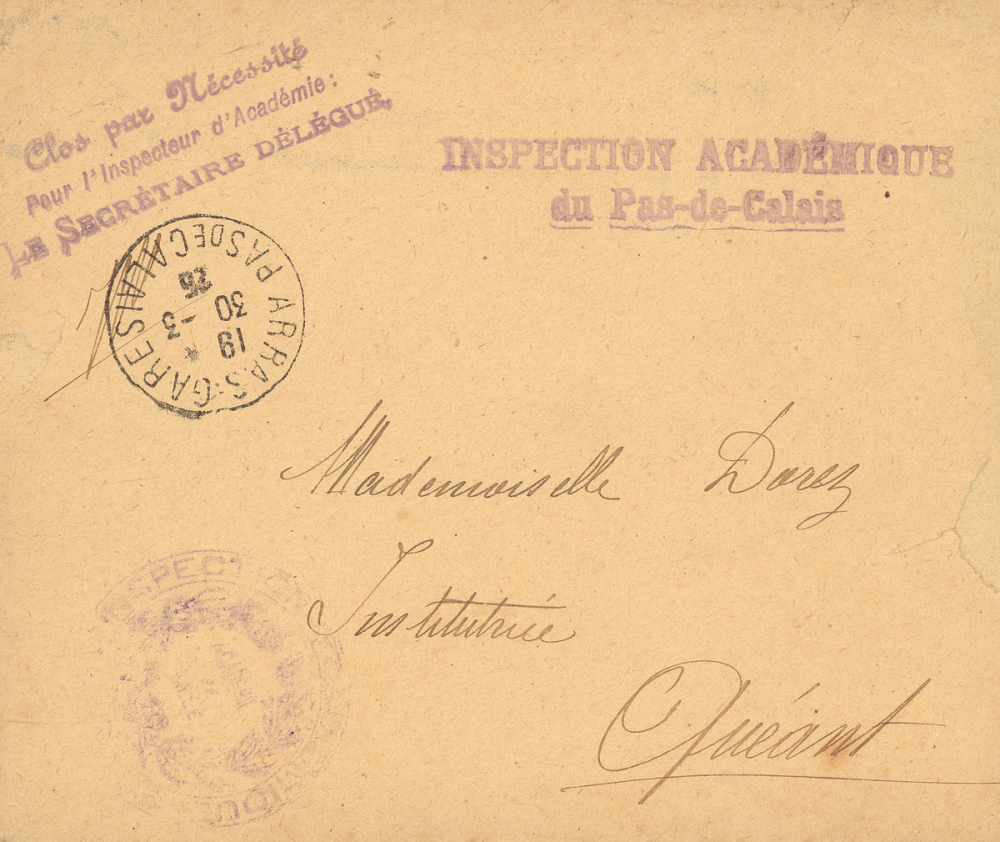 Clos par Nécessité
Pour l'Inspecteur d'Académie:
LE SECRÉTAIRE DÉLÉGUÉ,
INSPECTION ACADÉMIQUE
du Pas-de-Calais
ARRAS-GARE PAS DE CALAIS
19 *
30 -3
26
Mademoiselle Dorez
Institutrice
Quéant